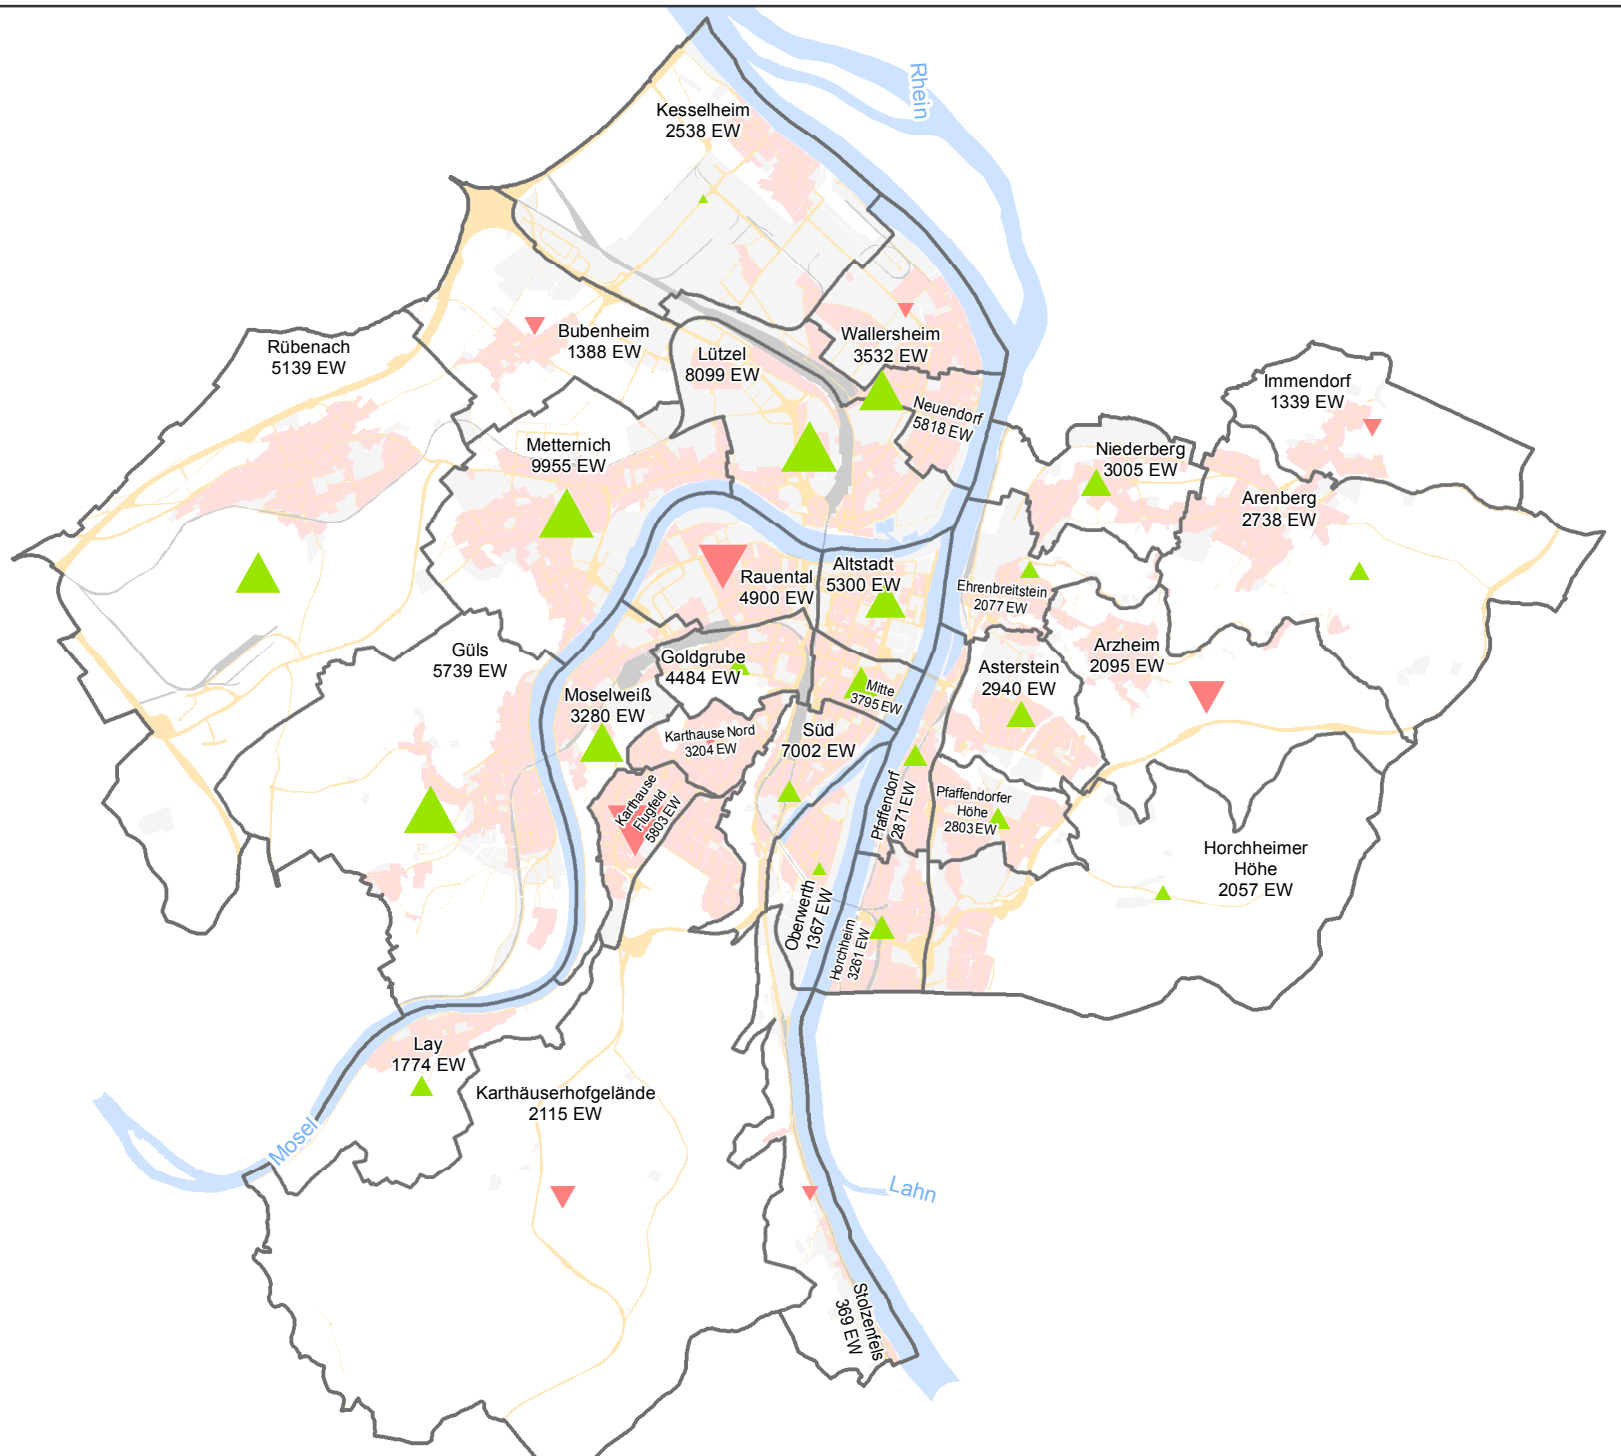 Rhein
Kesselheim
2538 EW
Wallersheim
3532 EW
Bubenheim
1388 EW
Rübenach
5139 EW
Lützel
8099 EW
Immendorf
1339 EW
Neuendorf
5818 EW
Metternich
9955 EW
Niederberg
3005 EW
Arenberg
2738 EW
Rauental
4900 EW
Altstadt
5300 EW
Ehrenbreitstein
2077 EW
Güls
5739 EW
Goldgrube
4484 EW
Arzheim
2095 EW
Asterstein
2940 EW
Moselweiß
3280 EW
Mitte
3795 EW
Karthause Nord
3204 EW
Süd
7002 EW
Karthause
Flugfeld
5803 EW
Pfaffendorf
2871 EW
Pfaffendorfer
Höhe
2803 EW
Horchheimer
Höhe
2057 EW
Oberwerth
1367 EW
Horchheim
3261 EW
Lay
1774 EW
Karthäuserhofgelände
2115 EW
Mosel
Lahn
Stolzenfels
369 EW